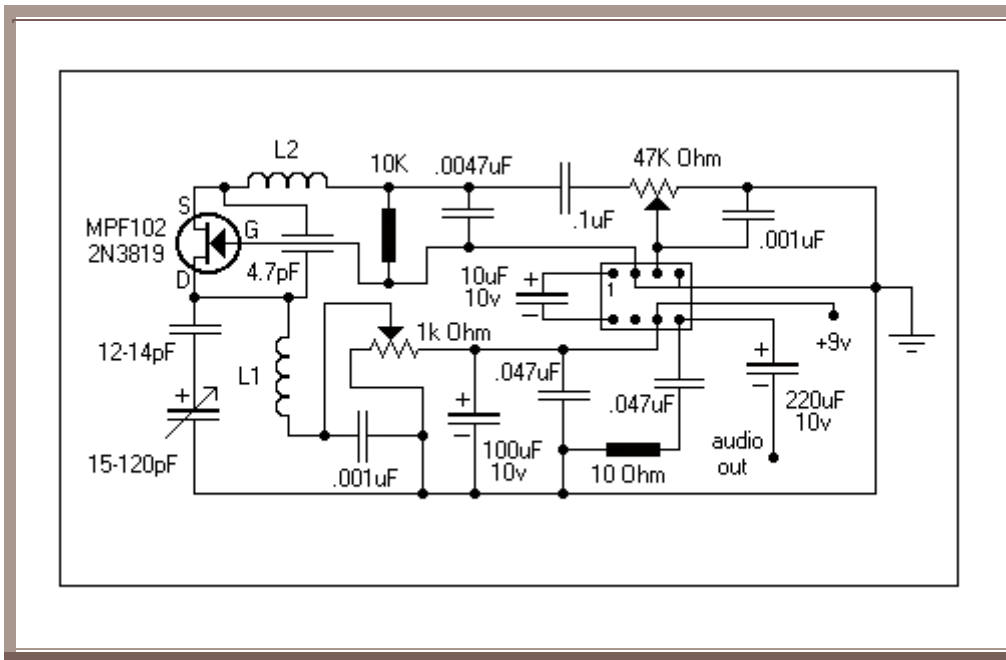 L2
10K
.0047uF
47K Ohm
S
MPF102
2N3819
G
D
4.7pF
.1uF
.001uF
10uF
10v
+
−
1
1k Ohm
+9v
12-14pF
L1
+
15-120pF
.001uF
+
−
100uF
10v
.047uF
.047uF
10 Ohm
+
−
220uF
10v
audio
out